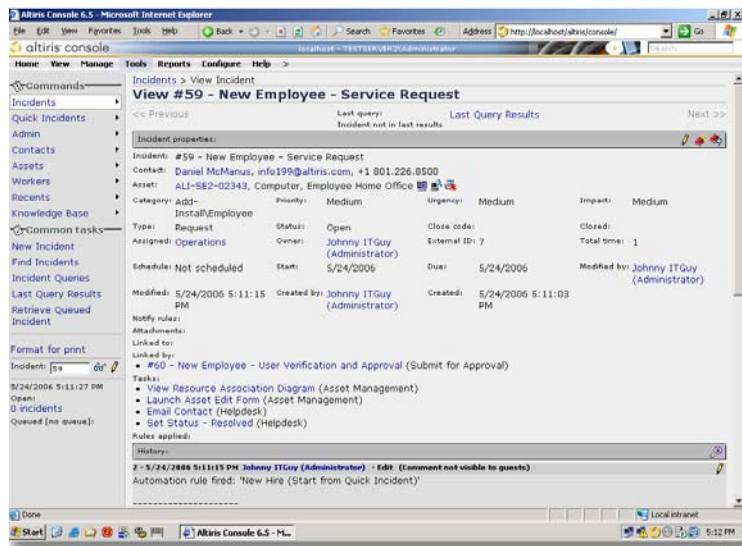 Altiris Console 6.5 - Microsoft Internet Explorer
File Edit View Favorites Tools Help Back Search Favorites Address http://localhost/altiris/console/ Go
altiris console localhost - TESTSERVER2\Administrator Search
Home View Manage Tools Reports Configure Help >
Commands
Incidents
Quick Incidents
Admin
Contacts
Assets
Workers
Recents
Knowledge Base
Common tasks
New Incident
Find Incidents
Incident Queries
Last Query Results
Retrieve Queued Incident
Format for print
Incident: 59
5/24/2006 5:11:27 PM
Open:
0 incidents
Queued [no queue]:
Incidents > View Incident
View #59 - New Employee - Service Request
<< Previous Last query: Last Query Results Next >>
Incident not in last results
Incident properties:
Incident: #59 - New Employee - Service Request
Contact: Daniel McManus, info199@altiris.com, +1 801.226.8500
Asset: ALI-SE2-02343, Computer, Employee Home Office
Category: Add-Install\Employee Priority: Medium Urgency: Medium Impact: Medium
Type: Request Status: Open Close code: Closed:
Assigned: Operations Owner: Johnny ITGuy (Administrator) External ID: 7 Total time: 1
Schedule: Not scheduled Start: 5/24/2006 Due: 5/24/2006 Modified by: Johnny ITGuy (Administrator)
Modified: 5/24/2006 5:11:15 PM Created by: Johnny ITGuy (Administrator) Created: 5/24/2006 5:11:03 PM
Notify rules:
Attachments:
Linked to:
Linked by:
• #60 - New Employee - User Verification and Approval (Submit for Approval)
Tasks:
• View Resource Association Diagram (Asset Management)
• Launch Asset Edit Form (Asset Management)
• Email Contact (Helpdesk)
• Set Status - Resolved (Helpdesk)
Rules applied:
History:
2 - 5/24/2006 5:11:15 PM Johnny ITGuy (Administrator) - Edit (Comment not visible to guests)
Automation rule fired: 'New Hire (Start from Quick Incident)'
---------------------
Done Local intranet
Start Altiris Console 6.5 - M... 5:12 PM